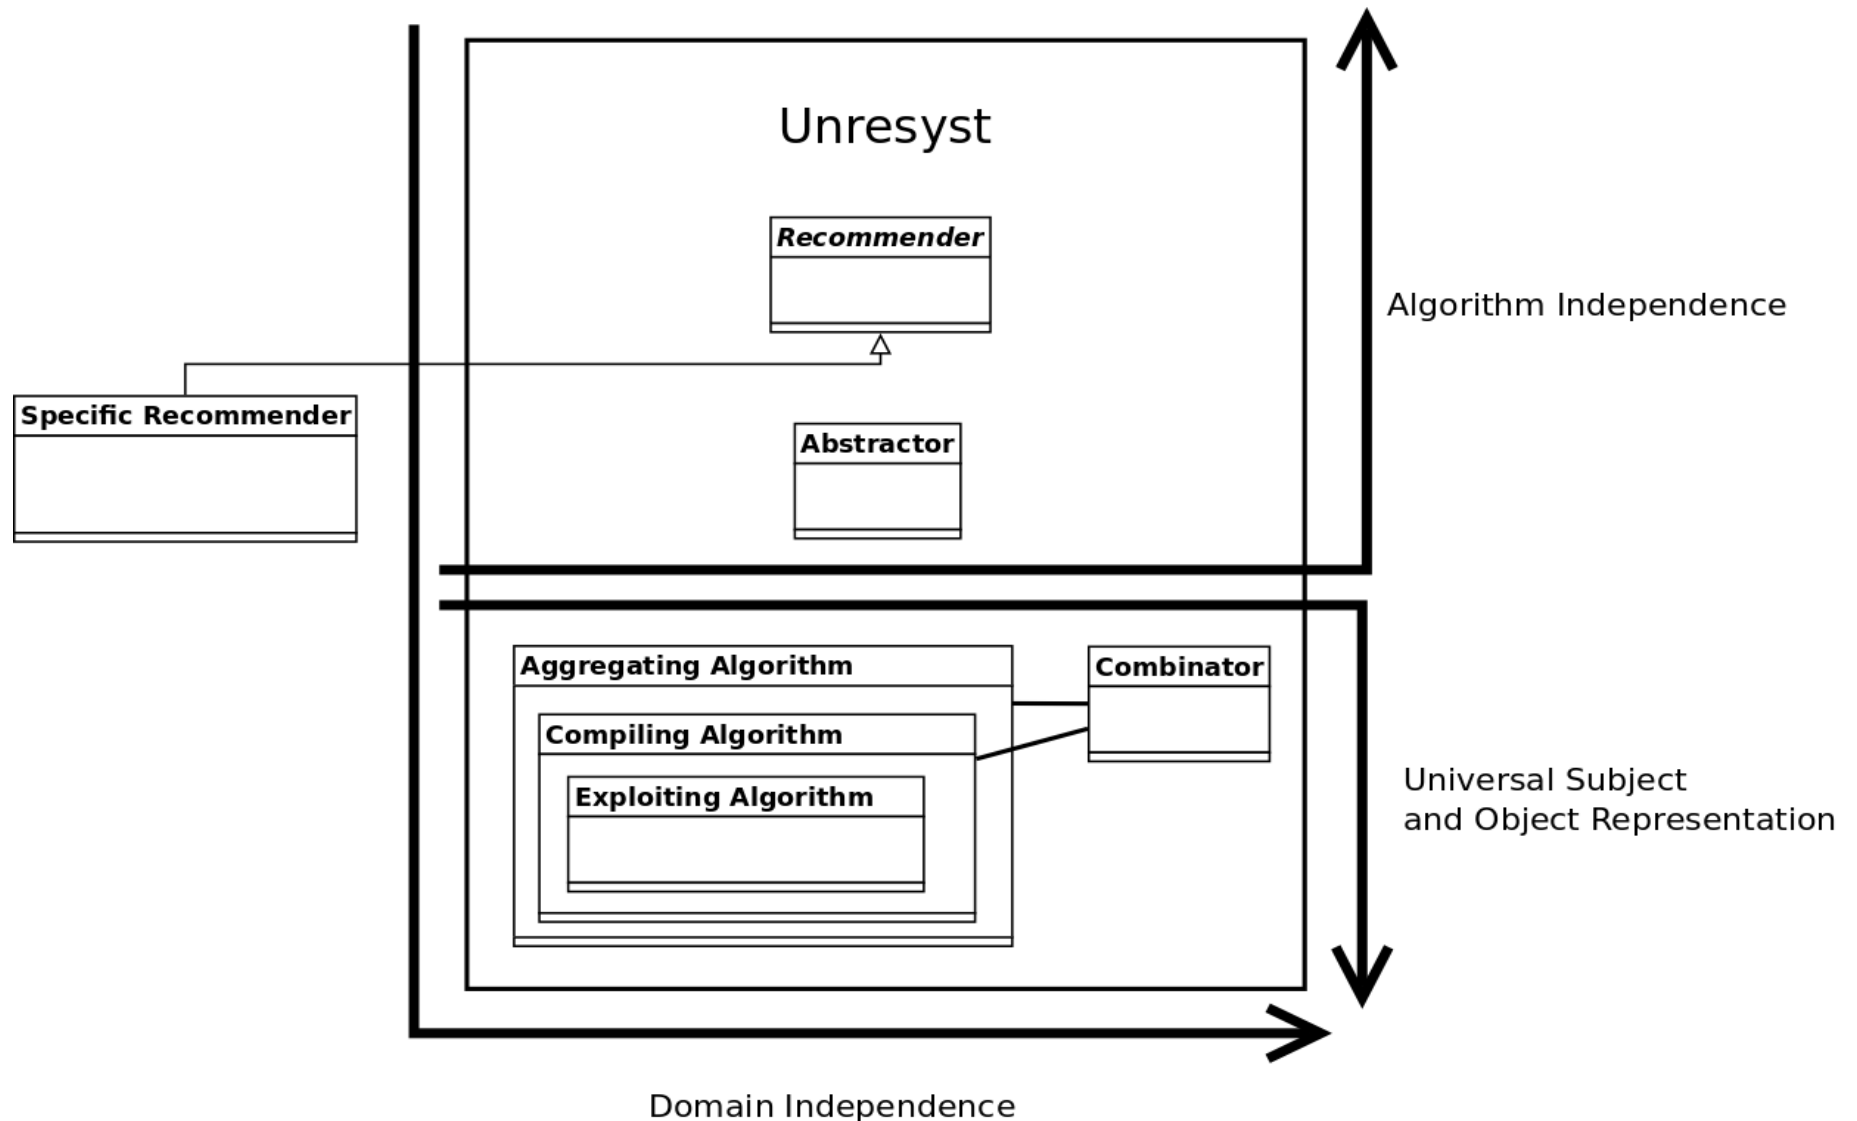 Unresyst
Recommender
Algorithm Independence
Specific Recommender
Abstractor
Aggregating Algorithm
Combinator
Compiling Algorithm
Exploiting Algorithm
Universal Subject
and Object Representation
Domain Independence